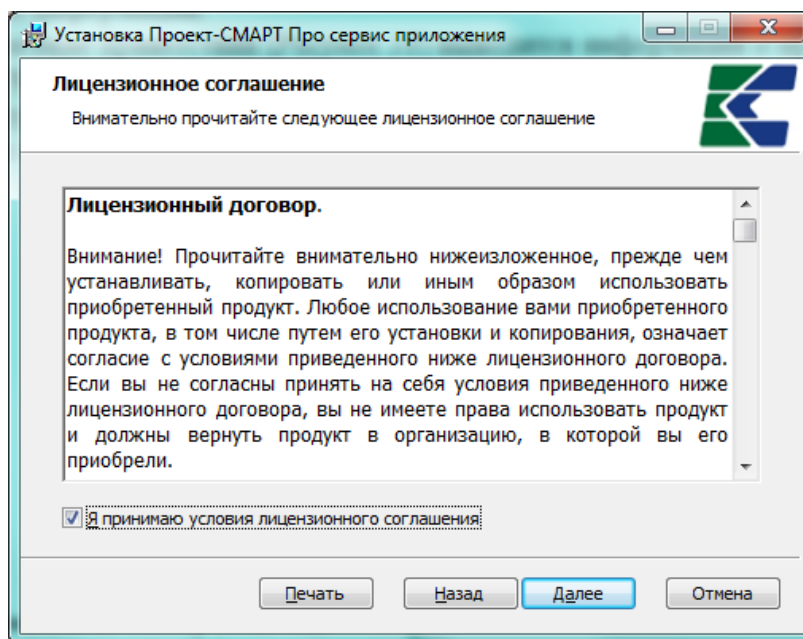 Установка Проект-СМАРТ Про сервис приложения
Лицензионное соглашение
Внимательно прочитайте следующее лицензионное соглашение
Лицензионный договор.
Внимание! Прочитайте внимательно нижеизложенное, прежде чем
устанавливать, копировать или иным образом использовать
приобретенный продукт. Любое использование вами приобретенного
продукта, в том числе путем его установки и копирования, означает
согласие с условиями приведенного ниже лицензионного договора.
Если вы не согласны принять на себя условия приведенного ниже
лицензионного договора, вы не имеете права использовать продукт
и должны вернуть продукт в организацию, в которой вы его
приобрели.
Я принимаю условия лицензионного соглашения
Печать Назад Далее Отмена